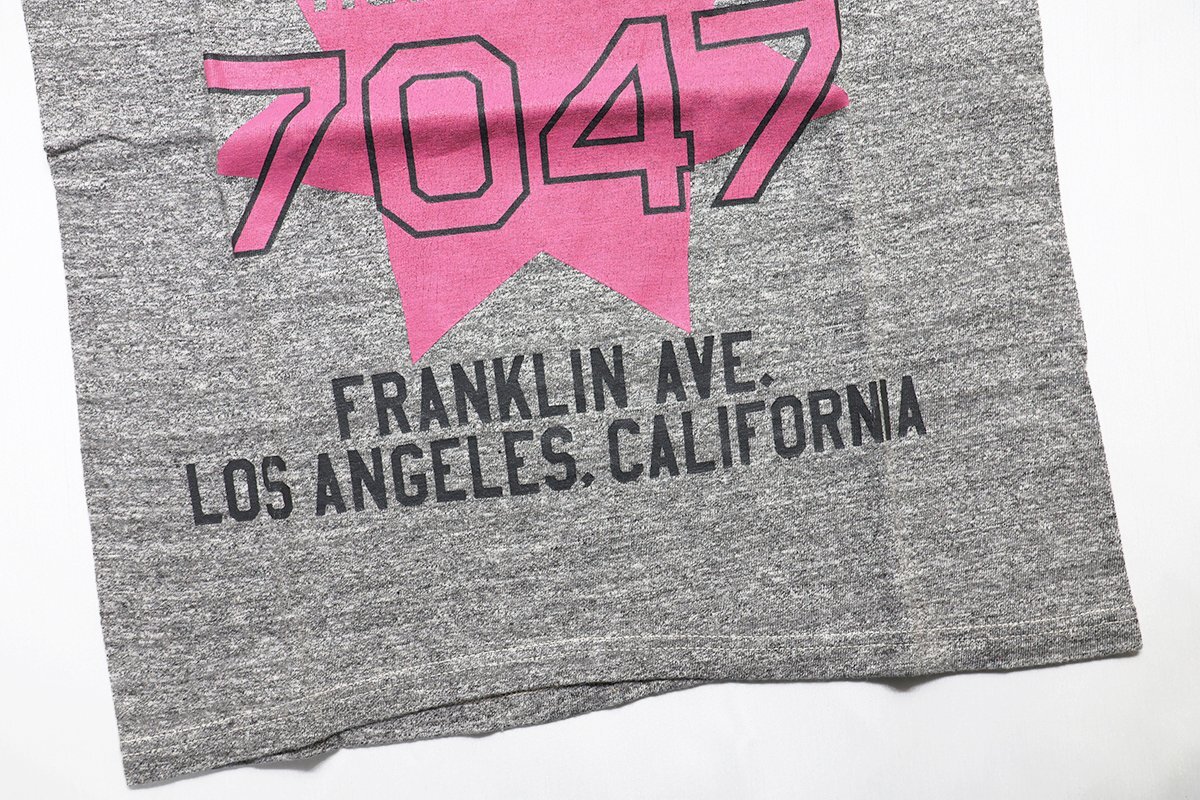 7047
FRANKLIN AVE.
LOS ANGELES, CALIFORNIA